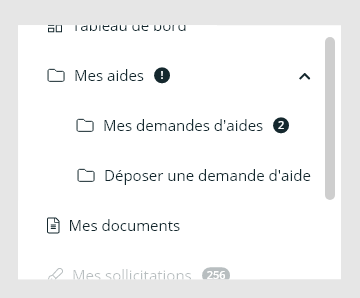 Tableau de bord
Mes aides !
Mes demandes d'aides 2
Déposer une demande d'aide
Mes documents
Mes sollicitations 256